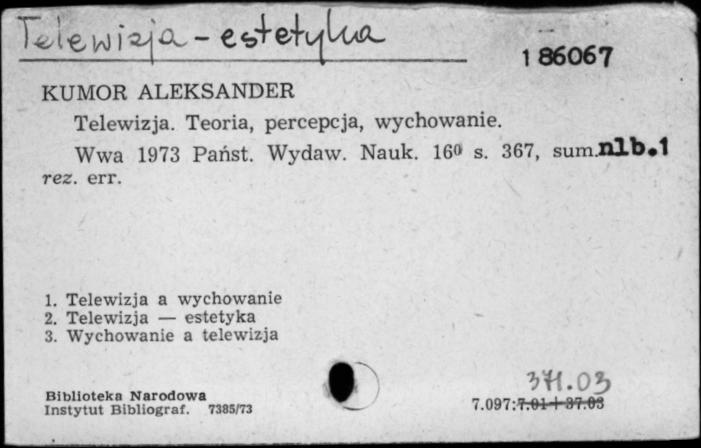 Telewizja - estetyka
186067
KUMOR ALEKSANDER
Telewizja. Teoria, percepcja, wychowanie.
Wwa 1973 Państ. Wydaw. Nauk. 16⁰ s. 367, sum. nlb.1
rez. err.
1. Telewizja a wychowanie
2. Telewizja — estetyka
3. Wychowanie a telewizja
371.03
Biblioteka Narodowa
7.097:7.01+37.03
Instytut Bibliograf. 7385/73